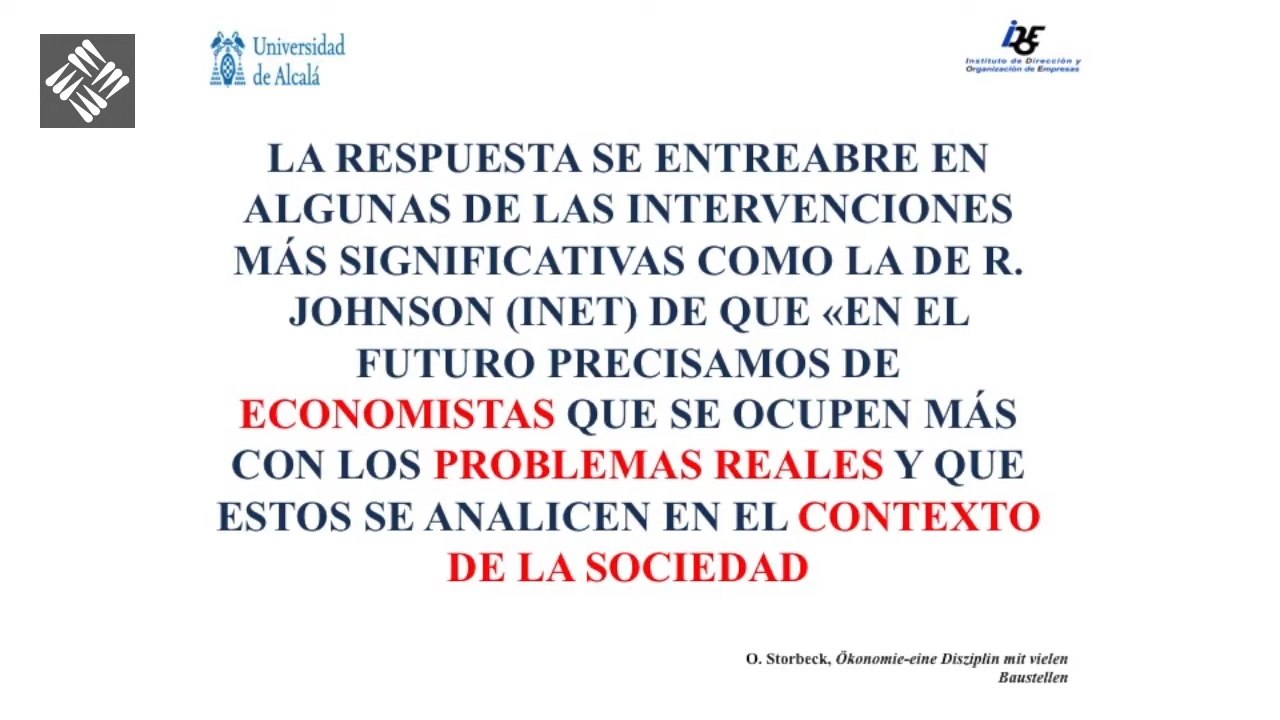 Universidad
de Alcalá
IDOE
Instituto de Dirección y
Organización de Empresas
LA RESPUESTA SE ENTREABRE EN
ALGUNAS DE LAS INTERVENCIONES
MÁS SIGNIFICATIVAS COMO LA DE R.
JOHNSON (INET) DE QUE «EN EL
FUTURO PRECISAMOS DE
ECONOMISTAS QUE SE OCUPEN MÁS
CON LOS PROBLEMAS REALES Y QUE
ESTOS SE ANALICEN EN EL CONTEXTO
DE LA SOCIEDAD
O. Storbeck, Ökonomie-eine Disziplin mit vielen
Baustellen